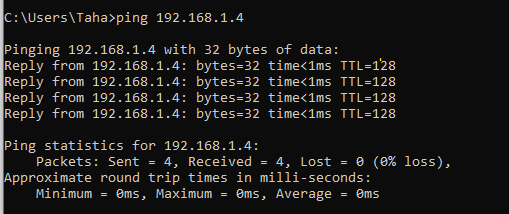 C:\Users\Taha>ping 192.168.1.4
Pinging 192.168.1.4 with 32 bytes of data:
Reply from 192.168.1.4: bytes=32 time<1ms TTL=128
Reply from 192.168.1.4: bytes=32 time<1ms TTL=128
Reply from 192.168.1.4: bytes=32 time<1ms TTL=128
Reply from 192.168.1.4: bytes=32 time<1ms TTL=128
Ping statistics for 192.168.1.4:
Packets: Sent = 4, Received = 4, Lost = 0 (0% loss),
Approximate round trip times in milli-seconds:
Minimum = 0ms, Maximum = 0ms, Average = 0ms